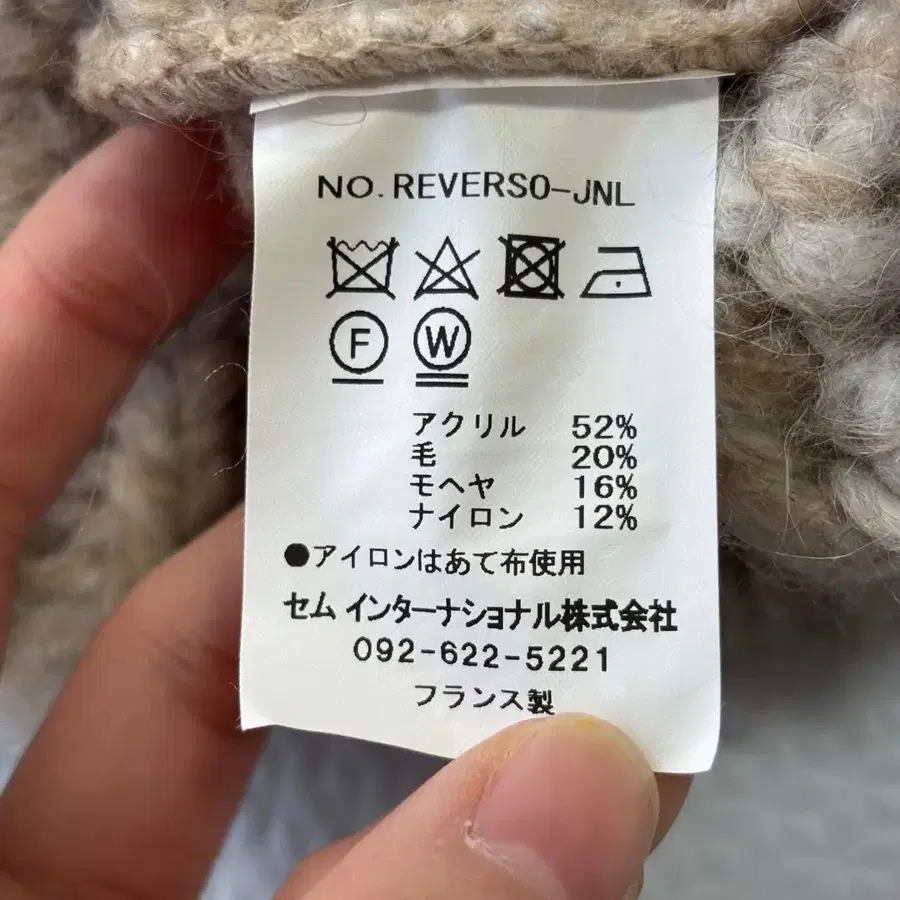 NO. REVERSO-JNL
F W
アクリル 52%
毛 20%
モヘヤ 16%
ナイロン 12%
●アイロンはあて布使用
セム インターナショナル株式会社
092-622-5221
フランス製